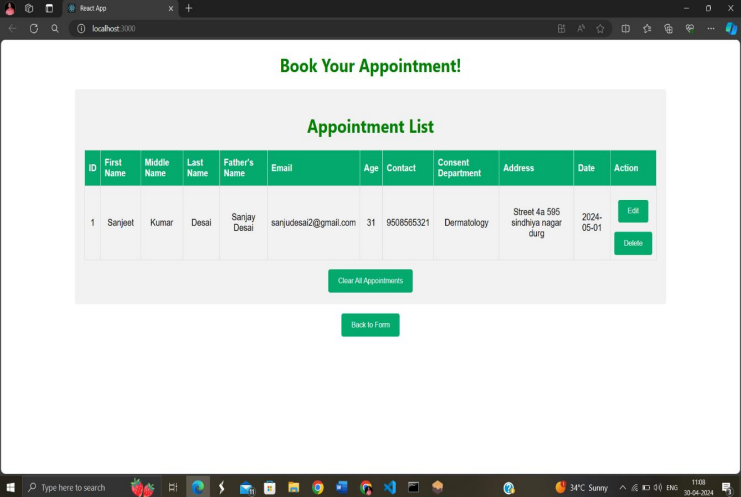 React App
localhost:3000
Book Your Appointment!
Appointment List
ID First Name Middle Name Last Name Father's Name Email Age Contact Consent Department Address Date Action
1 Sanjeet Kumar Desai Sanjay Desai sanjudesai2@gmail.com 31 9508565321 Dermatology Street 4a 595 sindhiya nagar durg 2024-05-01 Edit
Delete
Clear All Appointments
Back to Form
Type here to search
34°C Sunny
ENG
11:08
30-04-2024